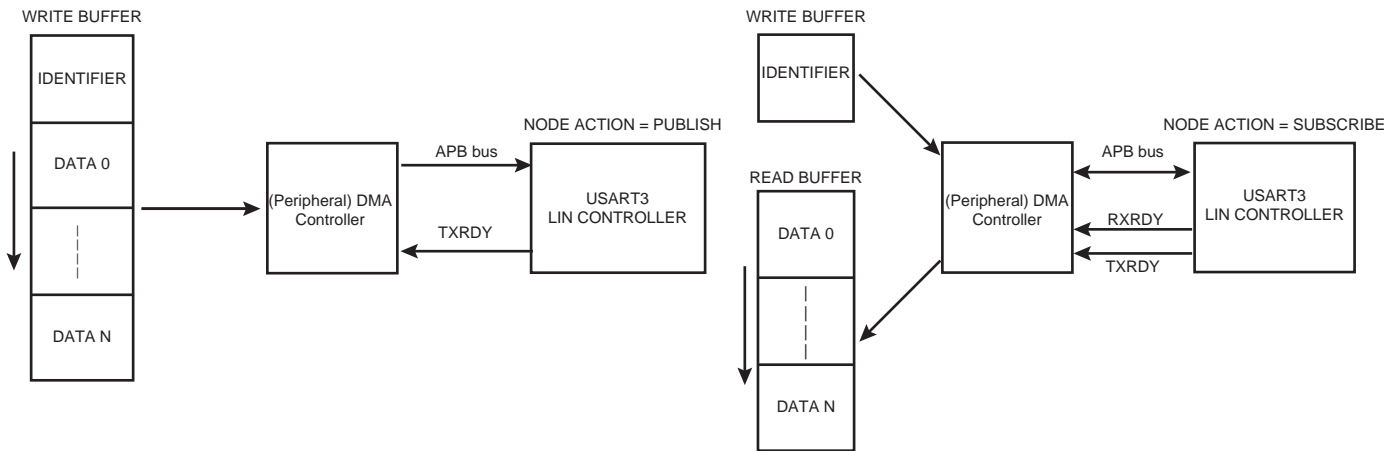 WRITE BUFFER
IDENTIFIER
DATA 0
DATA N
(Peripheral) DMA
Controller
APB bus
TXRDY
NODE ACTION = PUBLISH
USART3
LIN CONTROLLER
WRITE BUFFER
IDENTIFIER
READ BUFFER
DATA 0
DATA N
(Peripheral) DMA
Controller
APB bus
RXRDY
TXRDY
NODE ACTION = SUBSCRIBE
USART3
LIN CONTROLLER